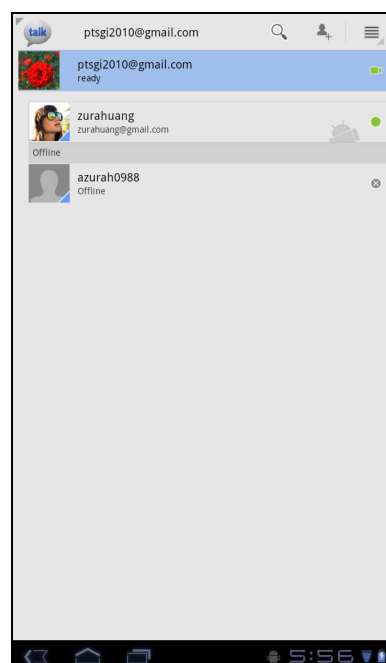 talk ptsgi2010@gmail.com
ptsgi2010@gmail.com
ready
zurahuang
zurahuang@gmail.com
Offline
azurah0988
Offline
5:56